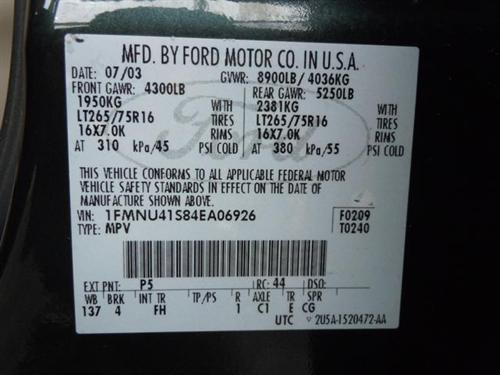 MFD. BY FORD MOTOR CO. IN U.S.A.
DATE: 07/03 GVWR: 8900LB/ 4036KG
FRONT GAWR: 4300LB REAR GAWR: 5250LB
1950KG WITH 2381KG WITH
LT265/75R16 TIRES LT265/75R16 TIRES
16X7.0K RIMS 16X7.0K RIMS
AT 310 kPa/45 PSI COLD AT 380 kPa/55 PSI COLD
Ford
THIS VEHICLE CONFORMS TO ALL APPLICABLE FEDERAL MOTOR
VEHICLE SAFETY STANDARDS IN EFFECT ON THE DATE OF
MANUFACTURE SHOWN ABOVE.
VIN: 1FMNU41S84EA06926 F0209
TYPE: MPV T0240
EXT PNT: P5 RC: 44 DSO:
WB BRK INT TR TP/PS R AXLE TR SPR
137 4 FH 1 C1 E CG
UTC 2U5A-1520472-AA